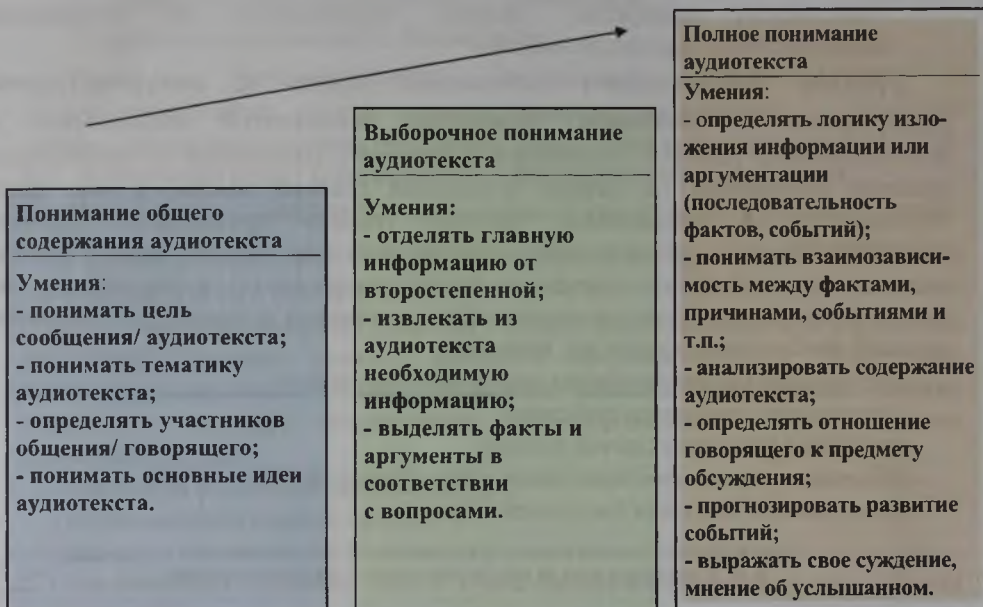 Понимание общего
содержания аудиотекста
Умения:
- понимать цель
сообщения/ аудиотекста;
- понимать тематику
аудиотекста;
- определять участников
общения/ говорящего;
- понимать основные идеи
аудиотекста.
Выборочное понимание
аудиотекста
Умения:
- отделять главную
информацию от
второстепенной;
- извлекать из
аудиотекста
необходимую
информацию;
- выделять факты и
аргументы в
соответствии
с вопросами.
Полное понимание
аудиотекста
Умения:
- определять логику изло-
жения информации или
аргументации
(последовательность
фактов, событий);
- понимать взаимозависи-
мость между фактами,
причинами, событиями и
т.п.;
- анализировать содержание
аудиотекста;
- определять отношение
говорящего к предмету
обсуждения;
- прогнозировать развитие
событий;
- выражать свое суждение,
мнение об услышанном.